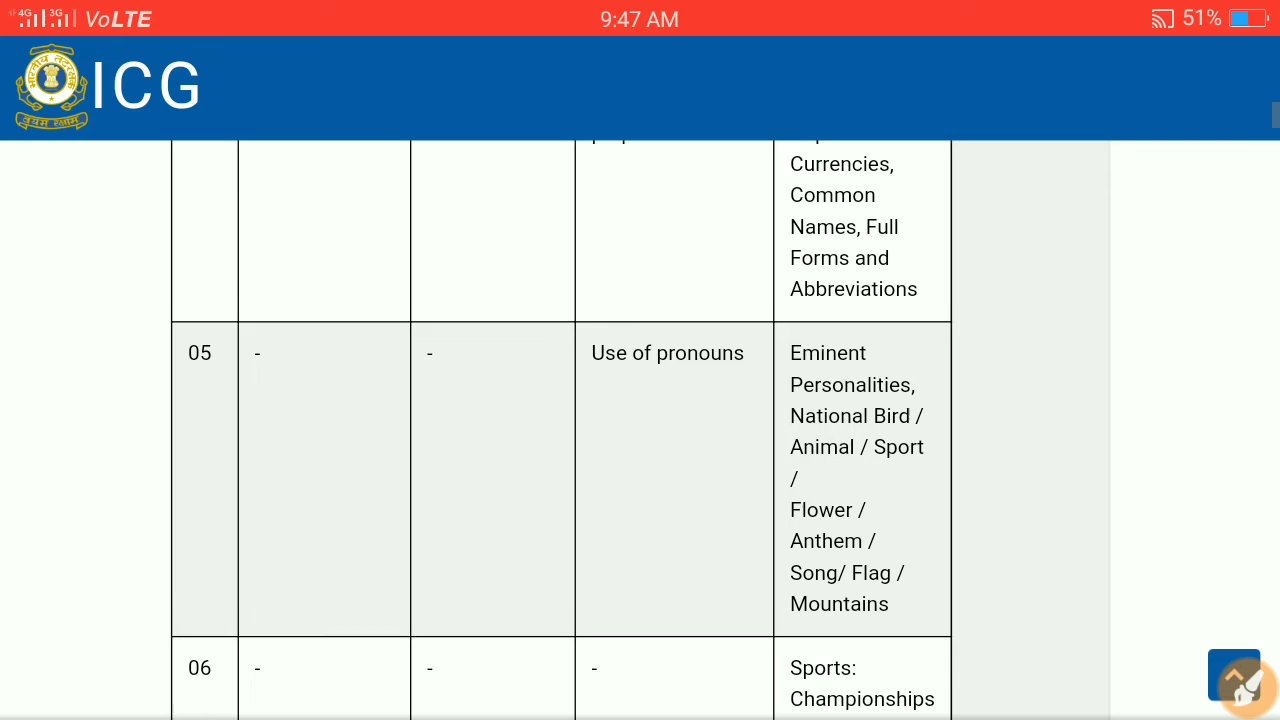 4G 3G VoLTE 9:47 AM 51%
ICG
Currencies,
Common
Names, Full
Forms and
Abbreviations
05 - - Use of pronouns Eminent
Personalities,
National Bird /
Animal / Sport
/
Flower /
Anthem /
Song/ Flag /
Mountains
06 - - - Sports:
Championships